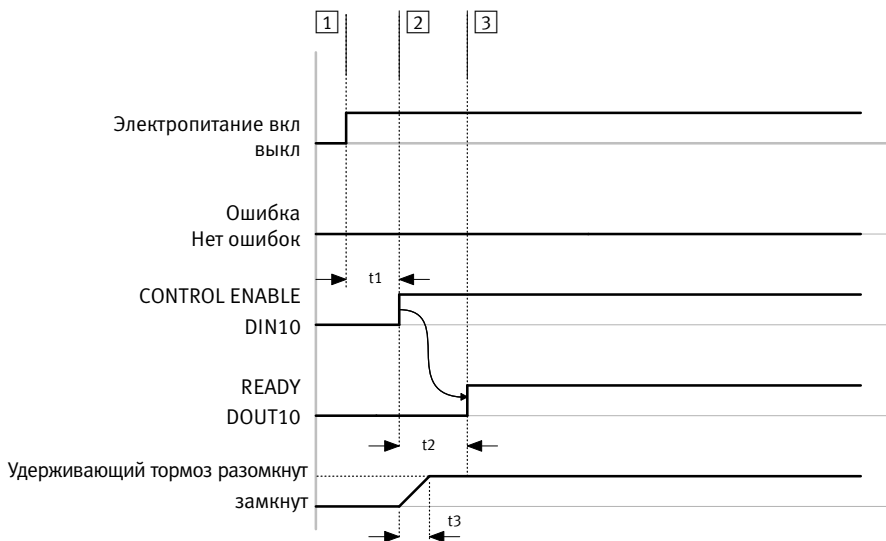 1 2 3
Электропитание вкл
выкл
Ошибка
Нет ошибок
t1
CONTROL ENABLE
DIN10
READY
DOUT10
t2
Удерживающий тормоз разомкнут
замкнут
t3